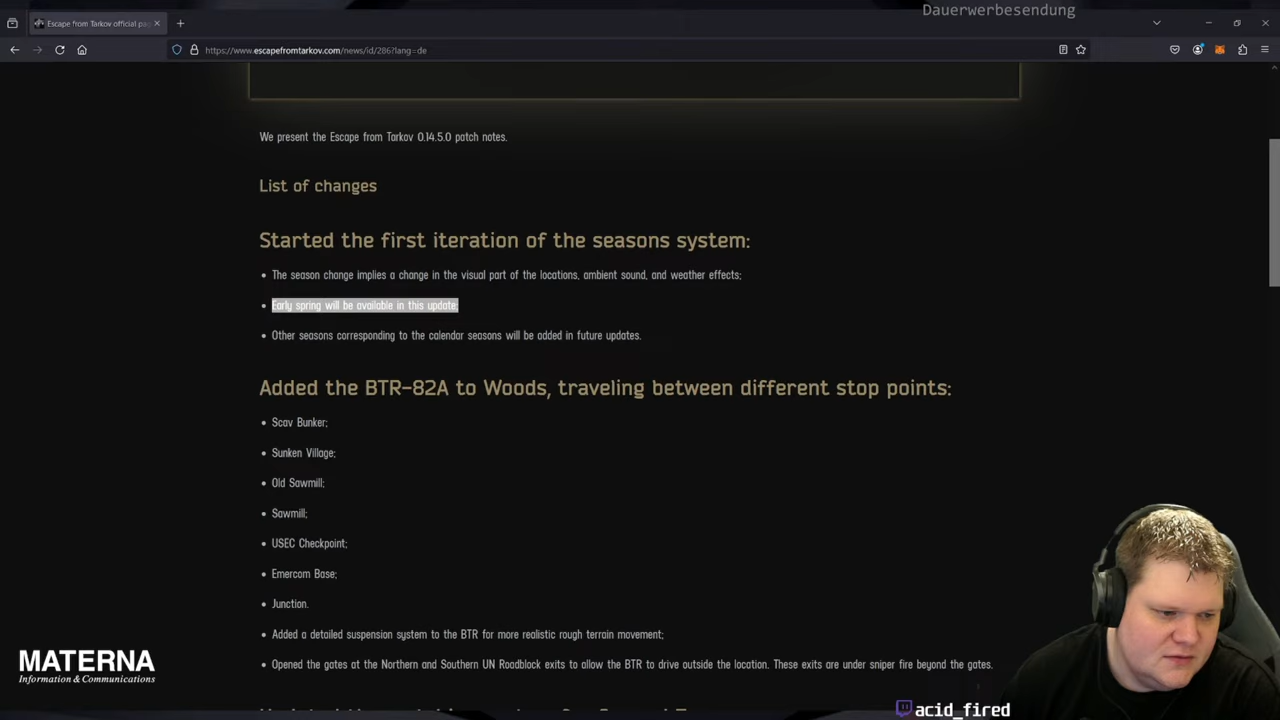 Dauerwerbesendung
Escape from Tarkov official pag
https://www.escapefromtarkov.com/news/id/286?lang=de
We present the Escape from Tarkov 0.14.5.0 patch notes.
List of changes
Started the first iteration of the seasons system:
• The season change implies a change in the visual part of the locations, ambient sound, and weather effects;
• Early spring will be available in this update;
• Other seasons corresponding to the calendar seasons will be added in future updates.
Added the BTR-82A to Woods, traveling between different stop points:
• Scav Bunker;
• Sunken Village;
• Old Sawmill;
• Sawmill;
• USEC Checkpoint;
• Emercom Base;
• Junction.
• Added a detailed suspension system to the BTR for more realistic rough terrain movement;
• Opened the gates at the Northern and Southern UN Roadblock exits to allow the BTR to drive outside the location. These exits are under sniper fire beyond the gates.
MATERNA
Information & Communications
acid_fired